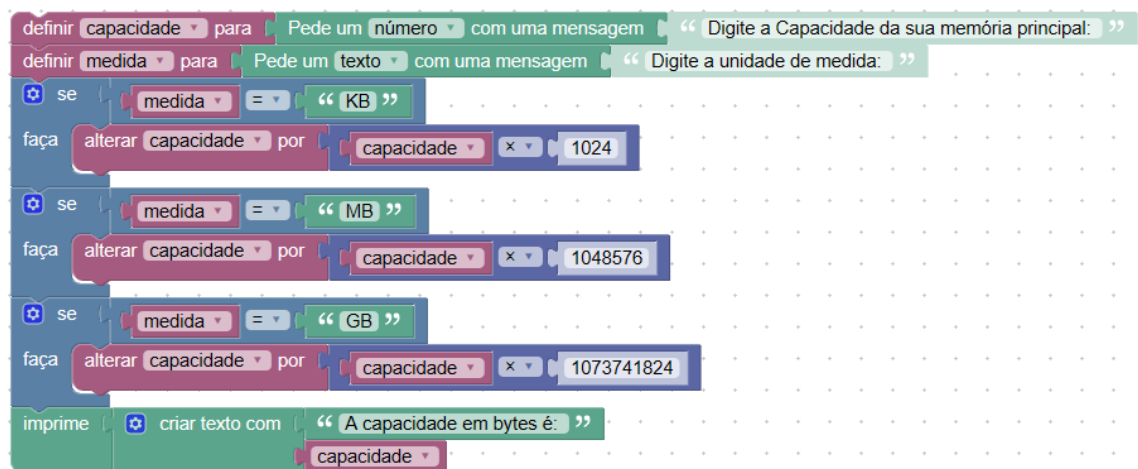 definir capacidade para Pede um número com uma mensagem “ Digite a Capacidade da sua memória principal: ”
definir medida para Pede um texto com uma mensagem “ Digite a unidade de medida: ”
se medida = “ KB ”
faça alterar capacidade por capacidade × 1024
se medida = “ MB ”
faça alterar capacidade por capacidade × 1048576
se medida = “ GB ”
faça alterar capacidade por capacidade × 1073741824
imprime criar texto com “ A capacidade em bytes é: ”
capacidade